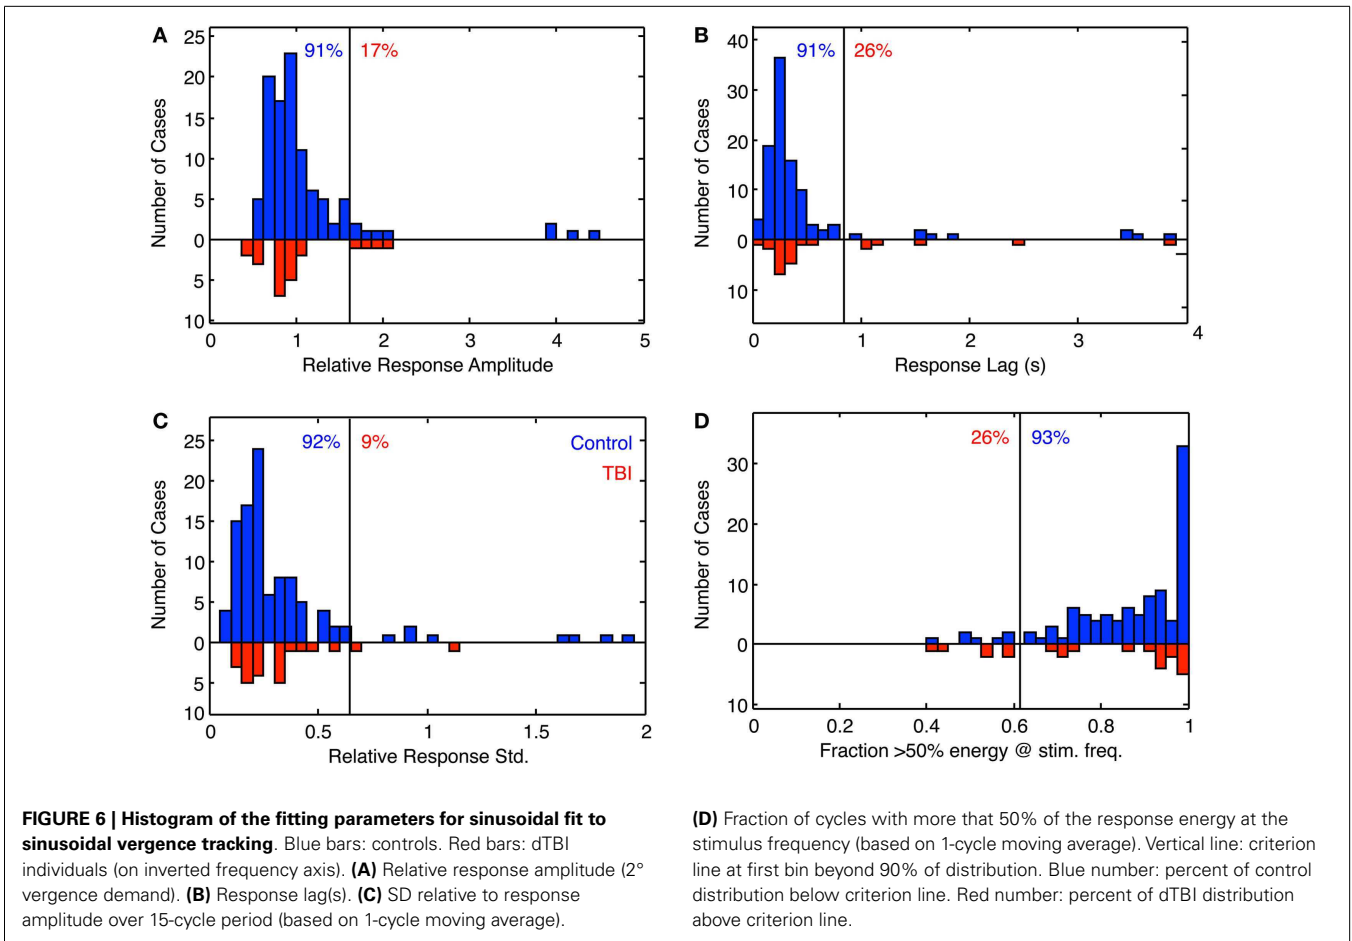 A
91%
17%
25
20
15
10
5
0
5
10
Number of Cases
0
1
2
3
4
5
Relative Response Amplitude
B
91%
26%
40
30
20
10
0
10
Number of Cases
0
1
2
3
4
Response Lag (s)
C
92%
9%
Control
TBI
25
20
15
10
5
0
5
10
Number of Cases
0
0.5
1
1.5
2
Relative Response Std.
D
26%
93%
30
20
10
0
10
Number of Cases
0
0.2
0.4
0.6
0.8
1
Fraction >50% energy @ stim. freq.
FIGURE 6 | Histogram of the fitting parameters for sinusoidal fit to
sinusoidal vergence tracking. Blue bars: controls. Red bars: dTBI
individuals (on inverted frequency axis). (A) Relative response amplitude (2°
vergence demand). (B) Response lag(s). (C) SD relative to response
amplitude over 15-cycle period (based on 1-cycle moving average).
(D) Fraction of cycles with more that 50% of the response energy at the
stimulus frequency (based on 1-cycle moving average). Vertical line: criterion
line at first bin beyond 90% of distribution. Blue number: percent of control
distribution below criterion line. Red number: percent of dTBI distribution
above criterion line.